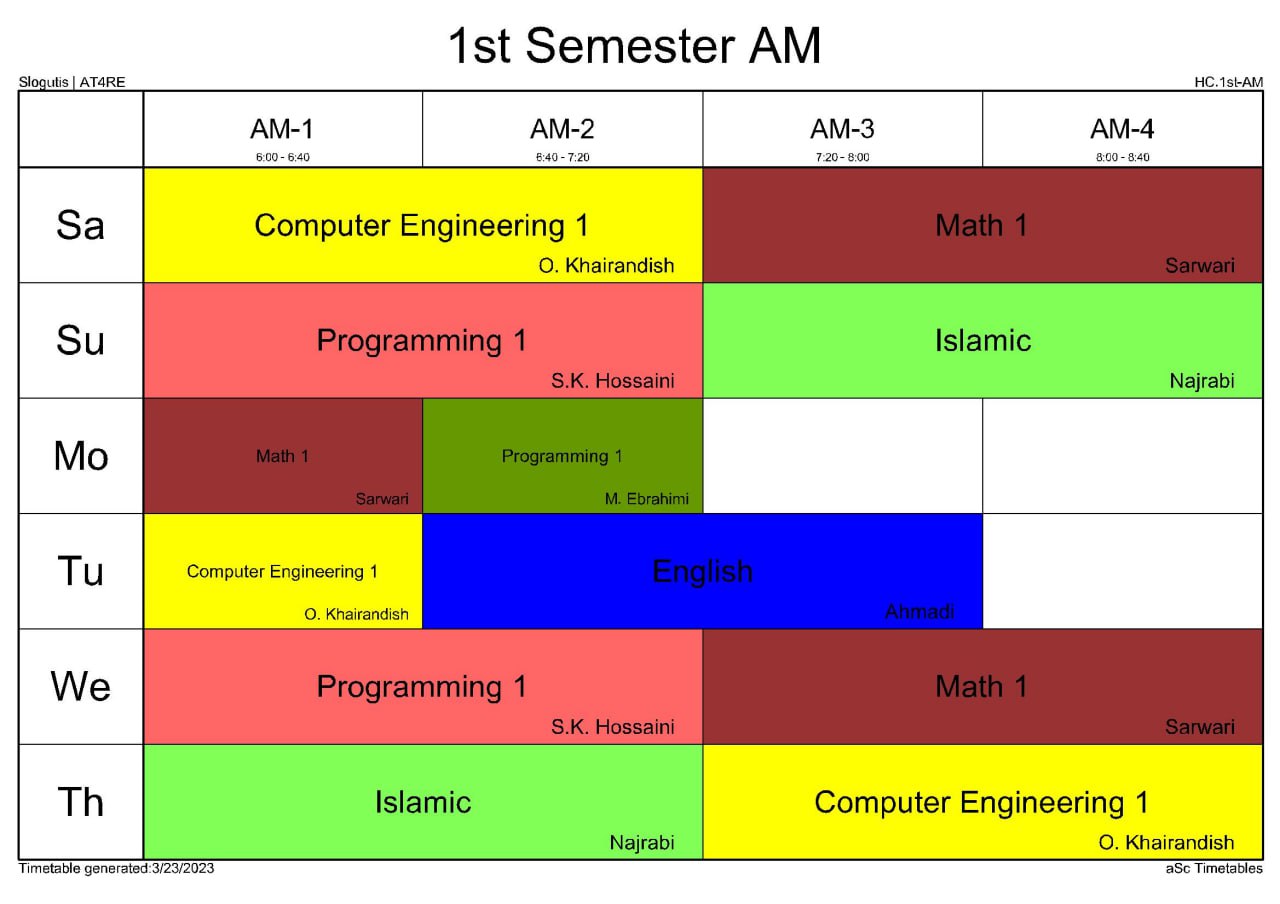 1st Semester AM
Slogutis | AT4RE
HC.1st-AM
AM-1
AM-2
AM-3
AM-4
6:00 - 6:40
6:40 - 7:20
7:20 - 8:00
8:00 - 8:40
Sa
Computer Engineering 1
O. Khairandish
Math 1
Sarwari
Su
Programming 1
S.K. Hossaini
Islamic
Najrabi
Mo
Math 1
Sarwari
Programming 1
M. Ebrahimi
Tu
Computer Engineering 1
O. Khairandish
English
Ahmadi
We
Programming 1
S.K. Hossaini
Math 1
Sarwari
Th
Islamic
Najrabi
Computer Engineering 1
O. Khairandish
Timetable generated:3/23/2023
aSc Timetables